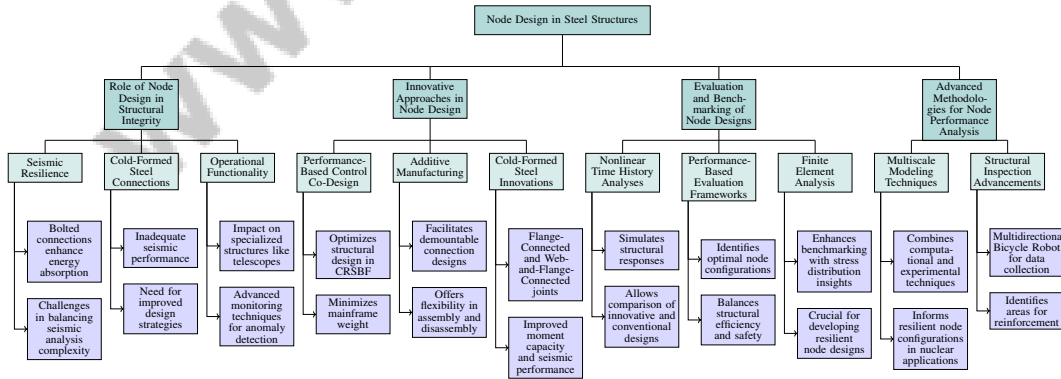 Node Design in Steel Structures
Role of Node
Design in
Structural
Integrity
Innovative
Approaches in
Node Design
Evaluation
and Bench-
marking of
Node Designs
Advanced
Methodolo-
gies for Node
Performance
Analysis
Seismic
Resilience
Cold-Formed
Steel
Connections
Operational
Functionality
Performance-
Based Control
Co-Design
Additive
Manufacturing
Cold-Formed
Steel
Innovations
Nonlinear
Time History
Analyses
Performance-
Based
Evaluation
Frameworks
Finite
Element
Analysis
Multiscale
Modeling
Techniques
Structural
Inspection
Advancements
Bolted
connections
enhance
energy
absorption
Challenges
in balancing
seismic
analysis
complexity
Inadequate
seismic
performance
Need for
improved
design
strategies
Impact on
specialized
structures like
telescopes
Advanced
monitoring
techniques
for anomaly
detection
Optimizes
structural
design in
CRSBF
Minimizes
mainframe
weight
Facilitates
demountable
connection
designs
Offers
flexibility in
assembly and
disassembly
Flange-
Connected
and Web-
and-Flange-
Connected
joints
Improved
moment
capacity
and seismic
performance
Simulates
structural
responses
Allows
comparison of
innovative and
conventional
designs
Identifies
optimal node
configurations
Balances
structural
efficiency
and safety
Enhances
benchmarking
with stress
distribution
insights
Crucial for
developing
resilient
node designs
Combines
computa-
tional and
experimental
techniques
Informs
resilient node
configurations
in nuclear
applications
Multidirectional
Bicycle Robot
for data
collection
Identifies
areas for
reinforcement